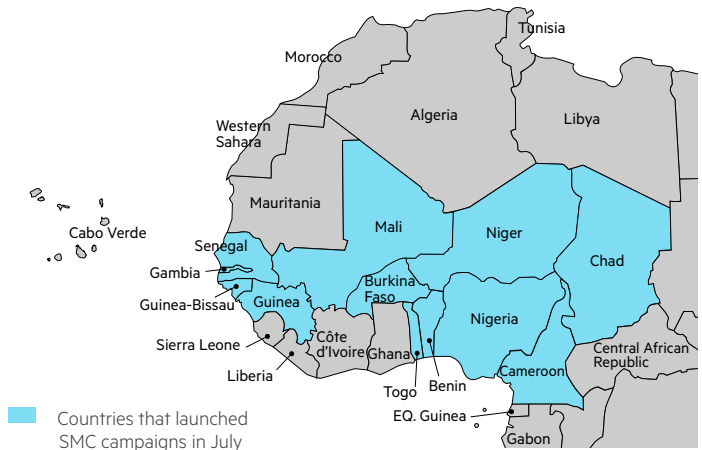 Tunisia
Morocco
Algeria
Libya
Western
Sahara
Mauritania
Cabo Verde
Mali
Niger
Senegal
Chad
Gambia
Burkina
Faso
Guinea-Bissau
Guinea
Nigeria
Sierra Leone
Côte
d’Ivoire
Ghana
Central African
Republic
Liberia
Cameroon
Togo
Benin
EQ. Guinea
Gabon
Countries that launched
SMC campaigns in July